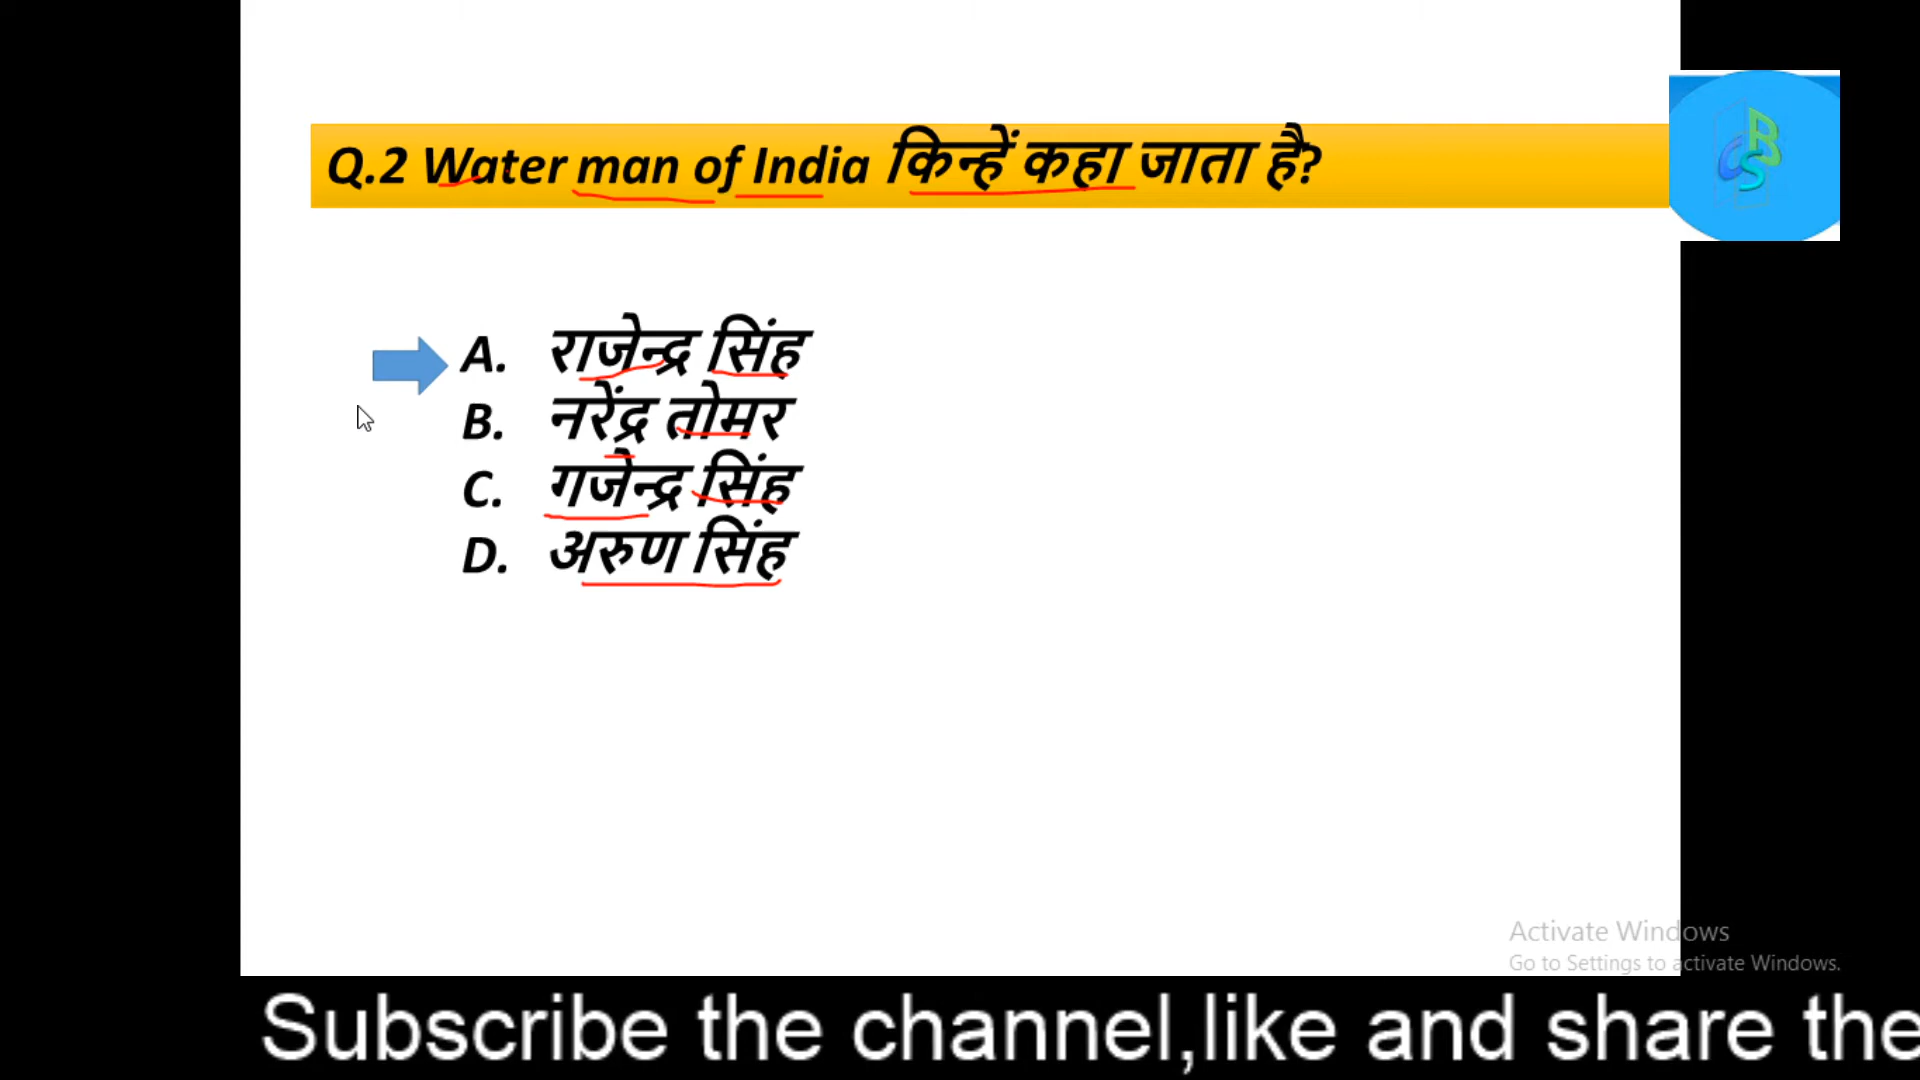 Q.2 Water man of India किन्हें कहा जाता है?
A. राजेन्द्र सिंह
B. नरेंद्र तोमर
C. गजेन्द्र सिंह
D. अरुण सिंह
Activate Windows
Go to Settings to activate Windows.
Subscribe the channel,like and share the